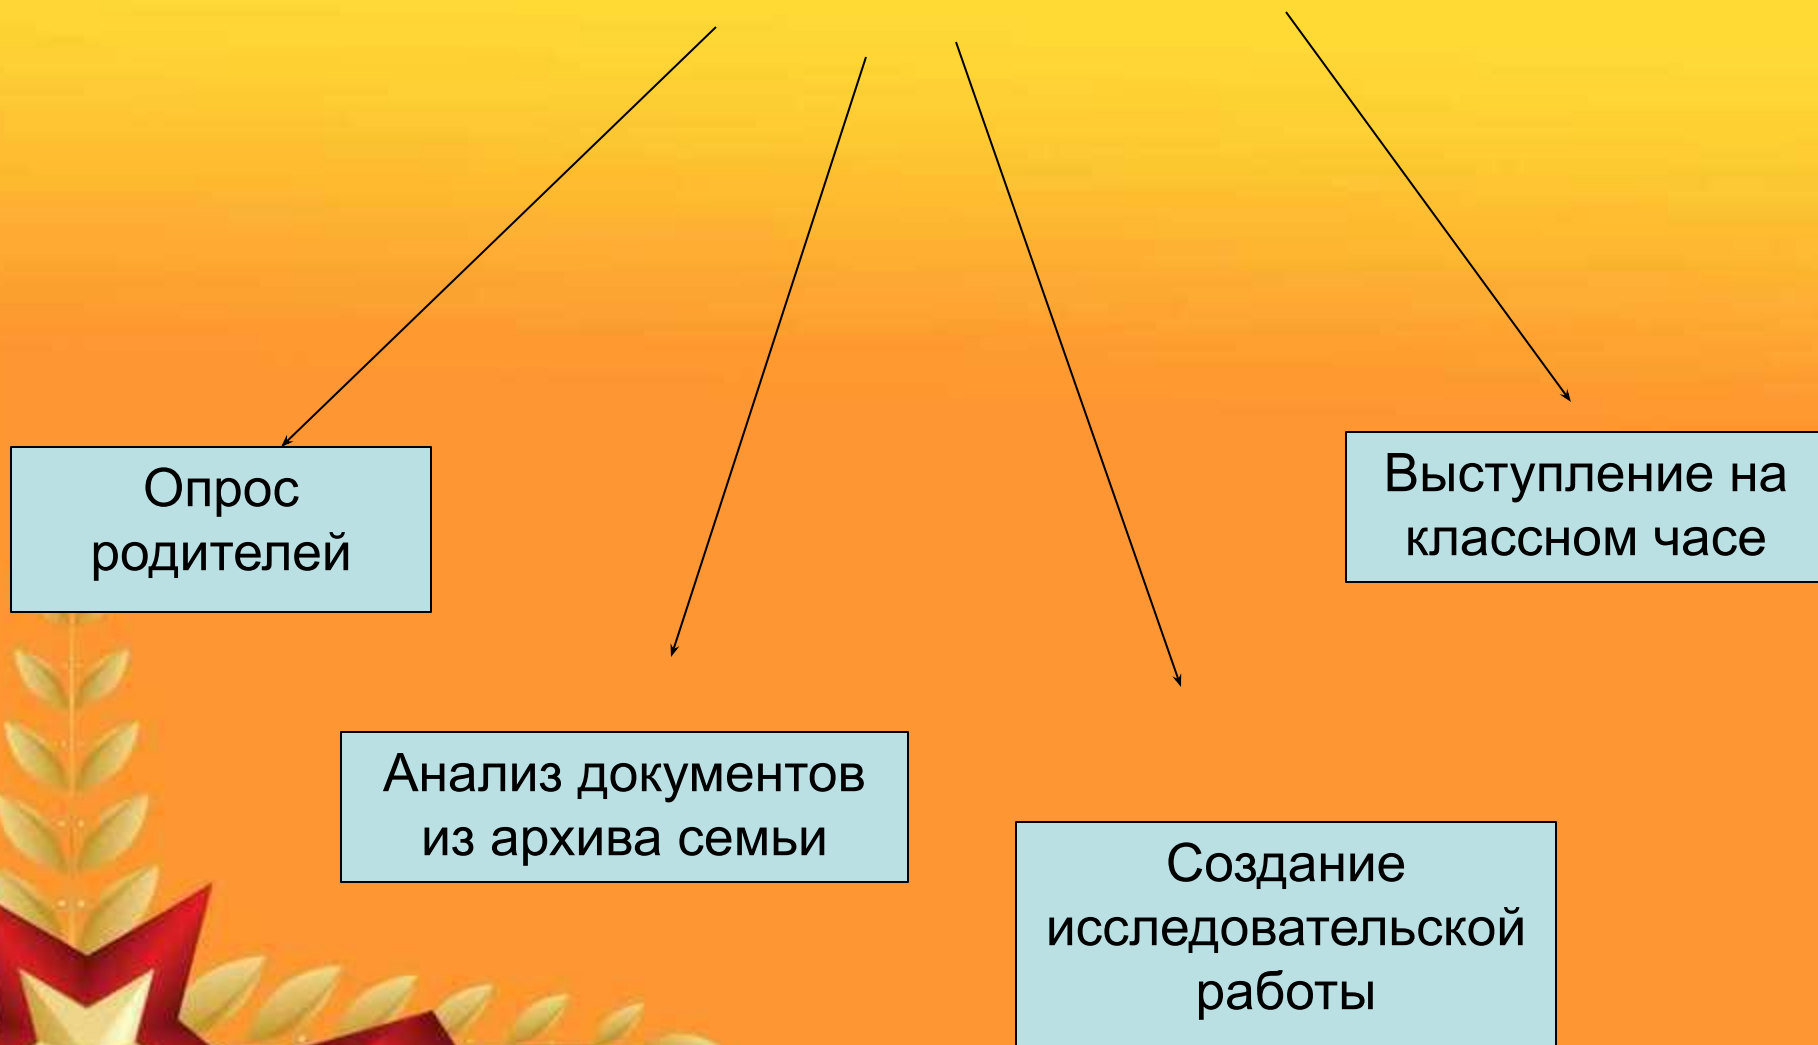 Опрос
родителей
Анализ документов
из архива семьи
Создание
исследовательской
работы
Выступление на
классном часе